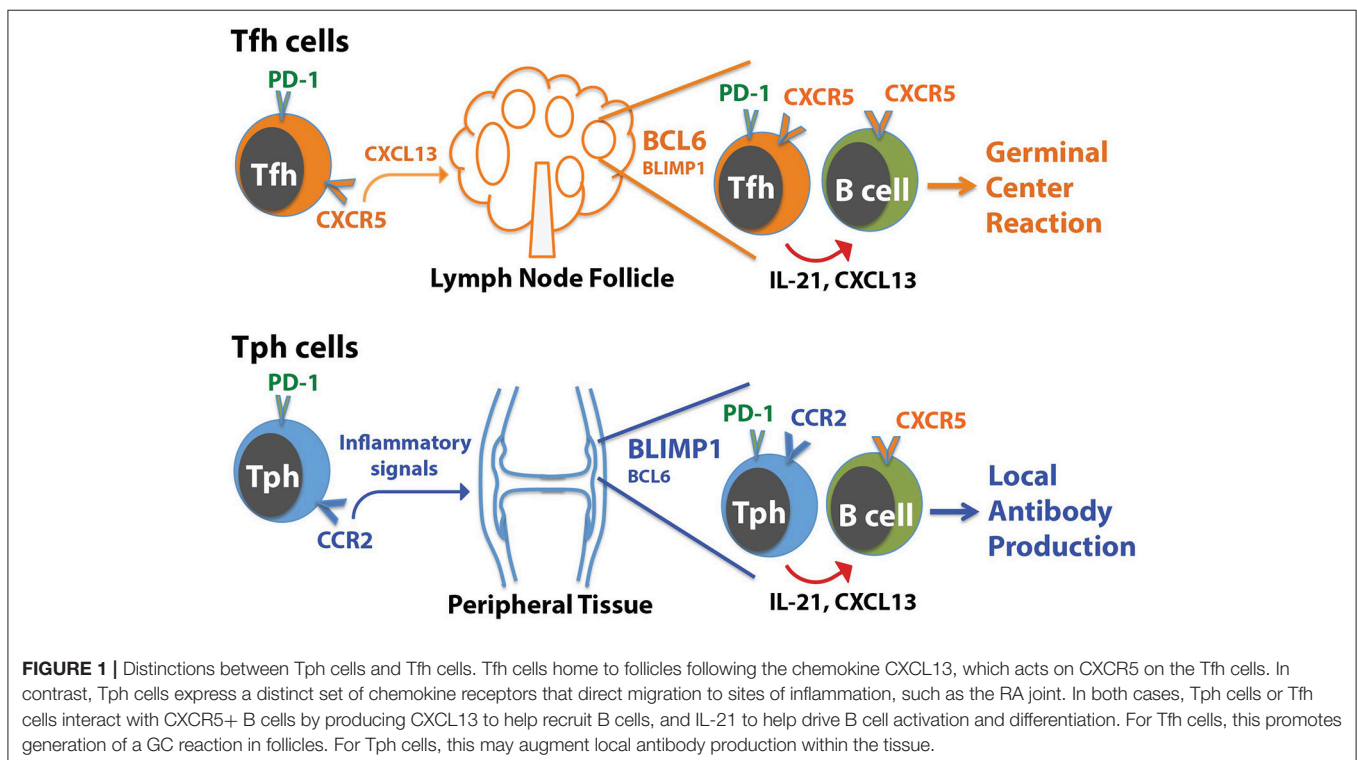 Tfh cells
PD-1
Tfh
CXCR5
CXCL13
Lymph Node Follicle
BCL6
BLIMP1
PD-1
CXCR5
CXCR5
Tfh
B cell
IL-21, CXCL13
Germinal
Center
Reaction
Tph cells
PD-1
Tph
CCR2
Inflammatory
signals
Peripheral Tissue
BLIMP1
BCL6
PD-1
CCR2
CXCR5
Tph
B cell
IL-21, CXCL13
Local
Antibody
Production
FIGURE 1 | Distinctions between Tph cells and Tfh cells. Tfh cells home to follicles following the chemokine CXCL13, which acts on CXCR5 on the Tfh cells. In
contrast, Tph cells express a distinct set of chemokine receptors that direct migration to sites of inflammation, such as the RA joint. In both cases, Tph cells or Tfh
cells interact with CXCR5+ B cells by producing CXCL13 to help recruit B cells, and IL-21 to help drive B cell activation and differentiation. For Tfh cells, this promotes
generation of a GC reaction in follicles. For Tph cells, this may augment local antibody production within the tissue.